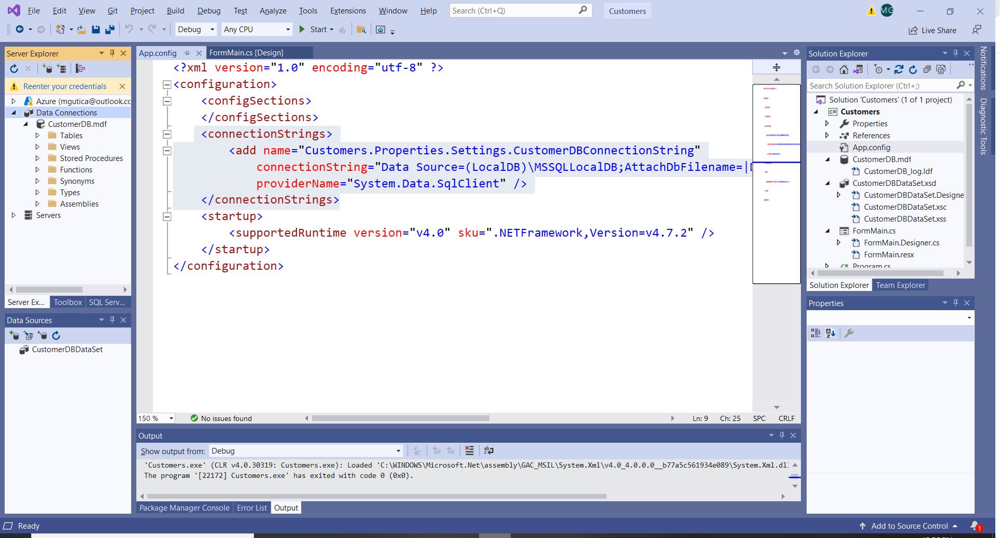 File Edit View Git Project Build Debug Test Analyze Tools Extensions Window Help Search (Ctrl+Q) Customers MG
Debug Any CPU Start Live Share
Server Explorer
Reenter your credentials
Azure (mgutica@outlook.cc
Data Connections
CustomerDB.mdf
Tables
Views
Stored Procedures
Functions
Synonyms
Types
Assemblies
Servers
Server Ex... Toolbox SQL Serv...
Data Sources
CustomerDBDataSet
App.config FormMain.cs [Design]
<?xml version="1.0" encoding="utf-8" ?>
<configuration>
<configSections>
</configSections>
<connectionStrings>
<add name="Customers.Properties.Settings.CustomerDBConnectionString"
connectionString="Data Source=(LocalDB)\MSSQLLocalDB;AttachDbFilename=|
providerName="System.Data.SqlClient" />
</connectionStrings>
<startup>
<supportedRuntime version="v4.0" sku=".NETFramework,Version=v4.7.2" />
</startup>
</configuration>
150 % No issues found Ln: 9 Ch: 25 SPC CRLF
Output
Show output from: Debug
'Customers.exe' (CLR v4.0.30319: Customers.exe): Loaded 'C:\WINDOWS\Microsoft.Net\assembly\GAC_MSIL\System.Xml\v4.0_4.0.0.0__b77a5c561934e089\System.Xml.dl
The program '[22172] Customers.exe' has exited with code 0 (0x0).
Package Manager Console Error List Output
Solution Explorer
Search Solution Explorer (Ctrl+;)
Solution 'Customers' (1 of 1 project)
Customers
Properties
References
App.config
CustomerDB.mdf
CustomerDB_log.ldf
CustomerDBDataSet.xsd
CustomerDBDataSet.Designe
CustomerDBDataSet.xsc
CustomerDBDataSet.xss
FormMain.cs
FormMain.Designer.cs
FormMain.resx
Program.cs
Solution Explorer Team Explorer
Properties
Notifications
Diagnostic Tools
Ready Add to Source Control 1